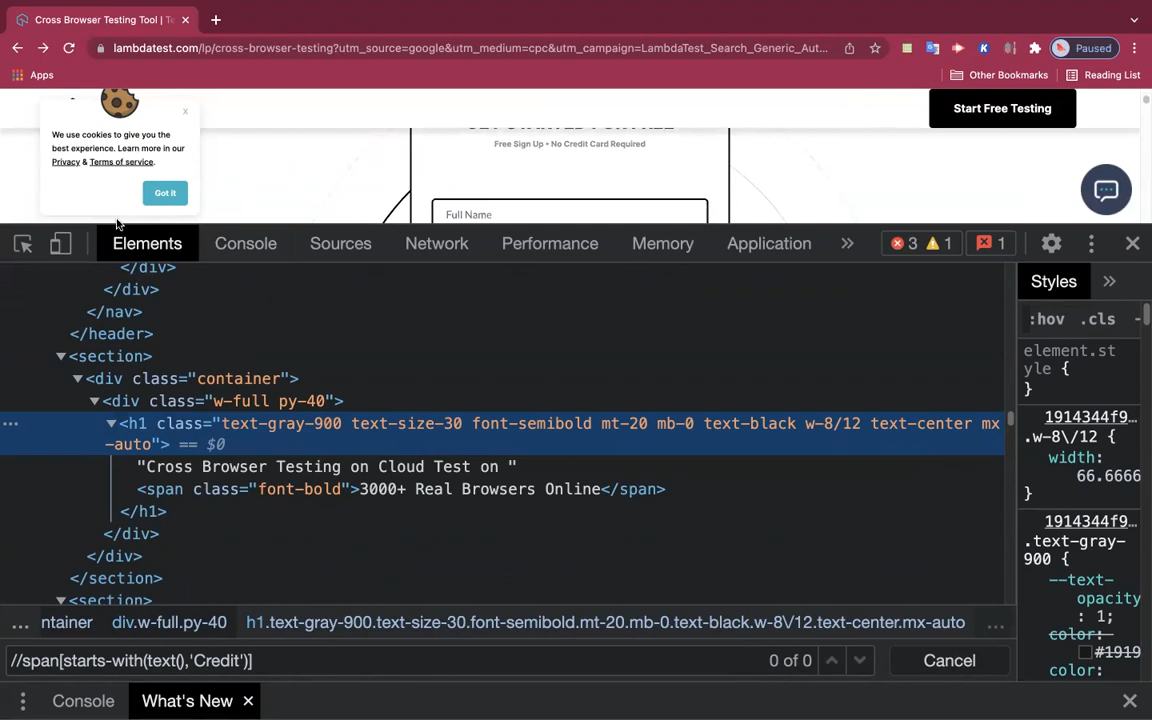 Cross Browser Testing Tool | Te
lambdatest.com/lp/cross-browser-testing?utm_source=google&utm_medium=cpc&utm_campaign=LambdaTest_Search_Generic_Aut...
Paused
Apps
Other Bookmarks
Reading List
x
Start Free Testing
We use cookies to give you the
best experience. Learn more in our
Privacy & Terms of service.
Got It
Free Sign Up • No Credit Card Required
Full Name
Elements Console Sources Network Performance Memory Application » 3 1 1
</div>
</div>
</nav>
</header>
<section>
<div class="container">
<div class="w-full py-40">
<h1 class="text-gray-900 text-size-30 font-semibold mt-20 mb-0 text-black w-8/12 text-center mx
-auto"> == $0
"Cross Browser Testing on Cloud Test on "
<span class="font-bold">3000+ Real Browsers Online</span>
</h1>
</div>
</div>
</section>
<section>
Styles »
:hov .cls
element.st
yle {
}
1914344f9…
.w-8\/12 {
width:
66.6666
}
1914344f9…
.text-gray-
900 {
--text-
opacity
: 1;
color:
#1919
color:
... ntainer div.w-full.py-40 h1.text-gray-900.text-size-30.font-semibold.mt-20.mb-0.text-black.w-8\/12.text-center.mx-auto ...
//span[starts-with(text(),'Credit')] 0 of 0 Cancel
Console What's New